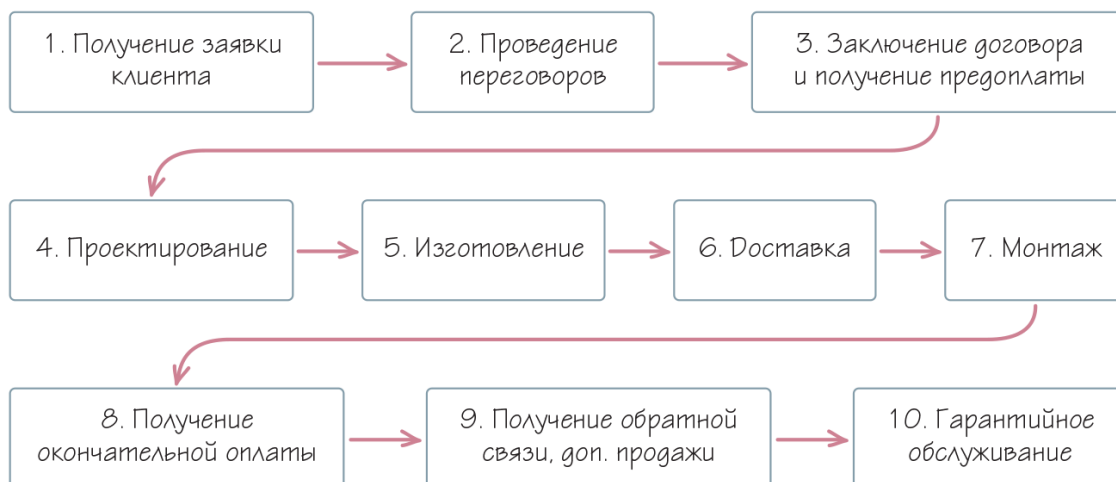 1. Получение заявки
клиента
2. Проведение
переговоров
3. Заключение договора
и получение предоплаты
4. Проектирование
5. Изготовление
6. Доставка
7. Монтаж
8. Получение
окончательной оплаты
9. Получение обратной
связи, доп. продажи
10. Гарантийное
обслуживание